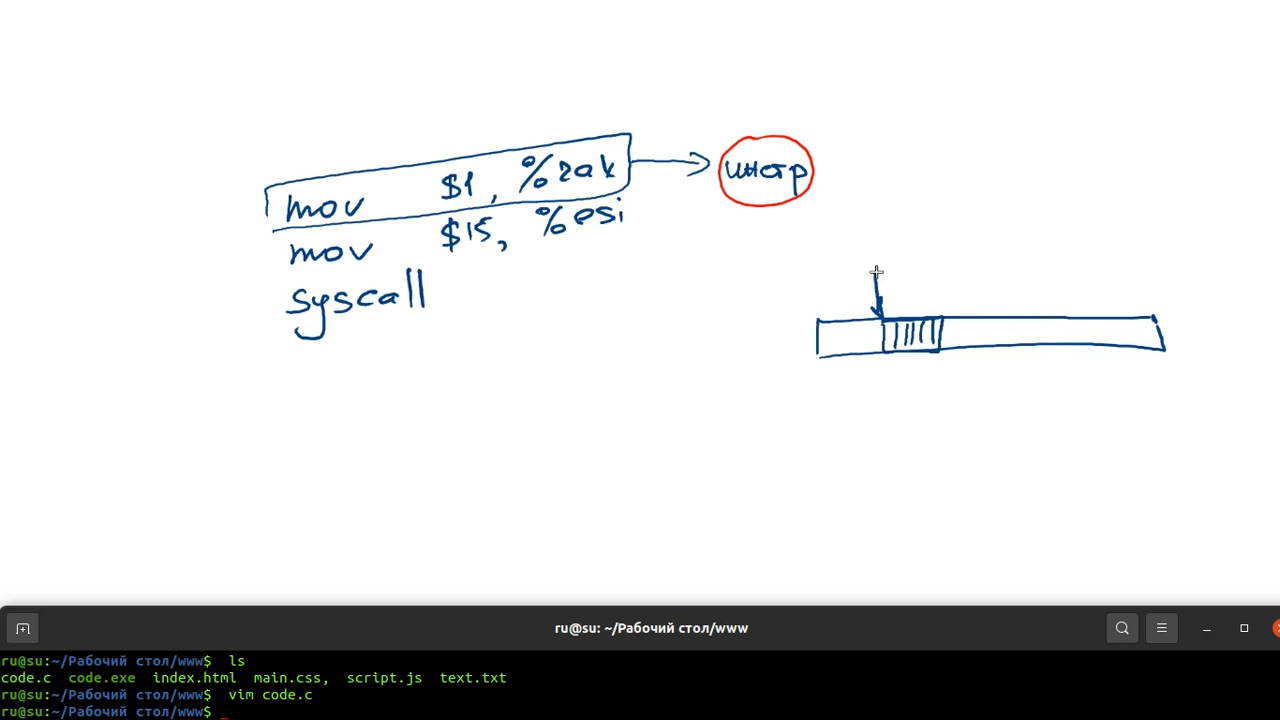 mov $1, %rax
инстр
mov $15, %esi
syscall
ru@su: ~/Рабочий стол/www
ru@su:~/Рабочий стол/www$ ls
code.c code.exe index.html main.css, script.js text.txt
ru@su:~/Рабочий стол/www$ vim code.c
ru@su:~/Рабочий стол/www$